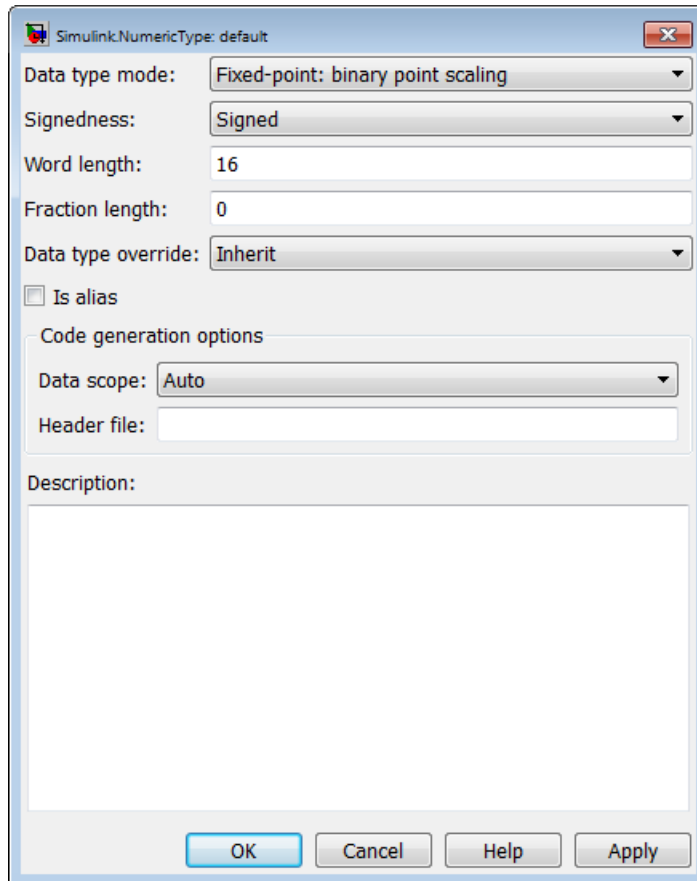 Simulink.NumericType: default
Data type mode: Fixed-point: binary point scaling
Signedness: Signed
Word length: 16
Fraction length: 0
Data type override: Inherit
Is alias
Code generation options
Data scope: Auto
Header file:
Description:
OK Cancel Help Apply